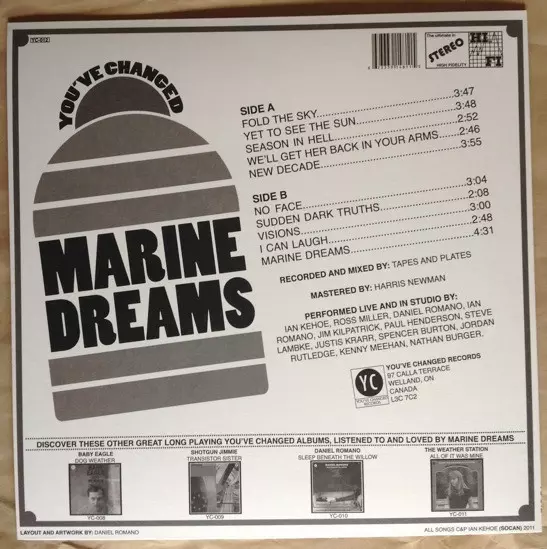 YC-012
The ultimate in
STEREO
HIGH FIDELITY
HI
FI
YOU'VE CHANGED
MARINE
DREAMS
SIDE A
FOLD THE SKY...3:47
YET TO SEE THE SUN...3:48
SEASON IN HELL...2:52
WE'LL GET HER BACK IN YOUR ARMS...2:46
NEW DECADE...3:55
SIDE B
NO FACE...3:04
SUDDEN DARK TRUTHS...2:08
VISIONS...3:00
I CAN LAUGH...2:48
MARINE DREAMS...4:31
RECORDED AND MIXED BY: TAPES AND PLATES
MASTERED BY: HARRIS NEWMAN
PERFORMED LIVE AND IN STUDIO BY:
IAN KEHOE, ROSS MILLER, DANIEL ROMANO, IAN
ROMANO, JIM KILPATRICK, PAUL HENDERSON, STEVE
LAMBKE, JUSTIS KRARR, SPENCER BURTON, JORDAN
RUTLEDGE, KENNY MEEHAN, NATHAN BURGER.
YC
YOU'VE CHANGED
RECORDS
YOU'VE CHANGED RECORDS
97 CALLA TERRACE
WELLAND, ON
CANADA
L3C 7C2
DISCOVER THESE OTHER GREAT LONG PLAYING YOU'VE CHANGED ALBUMS, LISTENED TO AND LOVED BY MARINE DREAMS
BABY EAGLE
DOG WEATHER
YC-008
SHOTGUN JIMMIE
TRANSISTOR SISTER
YC-009
DANIEL ROMANO
SLEEP BENEATH THE WILLOW
YC-010
THE WEATHER STATION
ALL OF IT WAS MINE
YC-011
LAYOUT AND ARTWORK BY: DANIEL ROMANO
ALL SONGS C&P IAN KEHOE (SOCAN) 2011